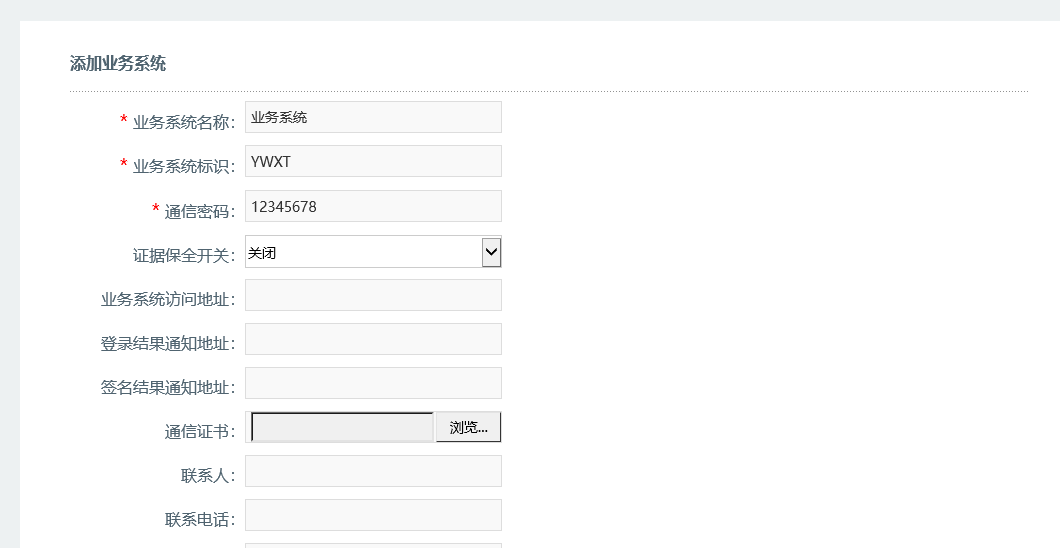 添加业务系统
* 业务系统名称： 业务系统
* 业务系统标识： YWXT
* 通信密码： 12345678
证据保全开关： 关闭
业务系统访问地址：
登录结果通知地址：
签名结果通知地址：
通信证书： 浏览...
联系人：
联系电话：